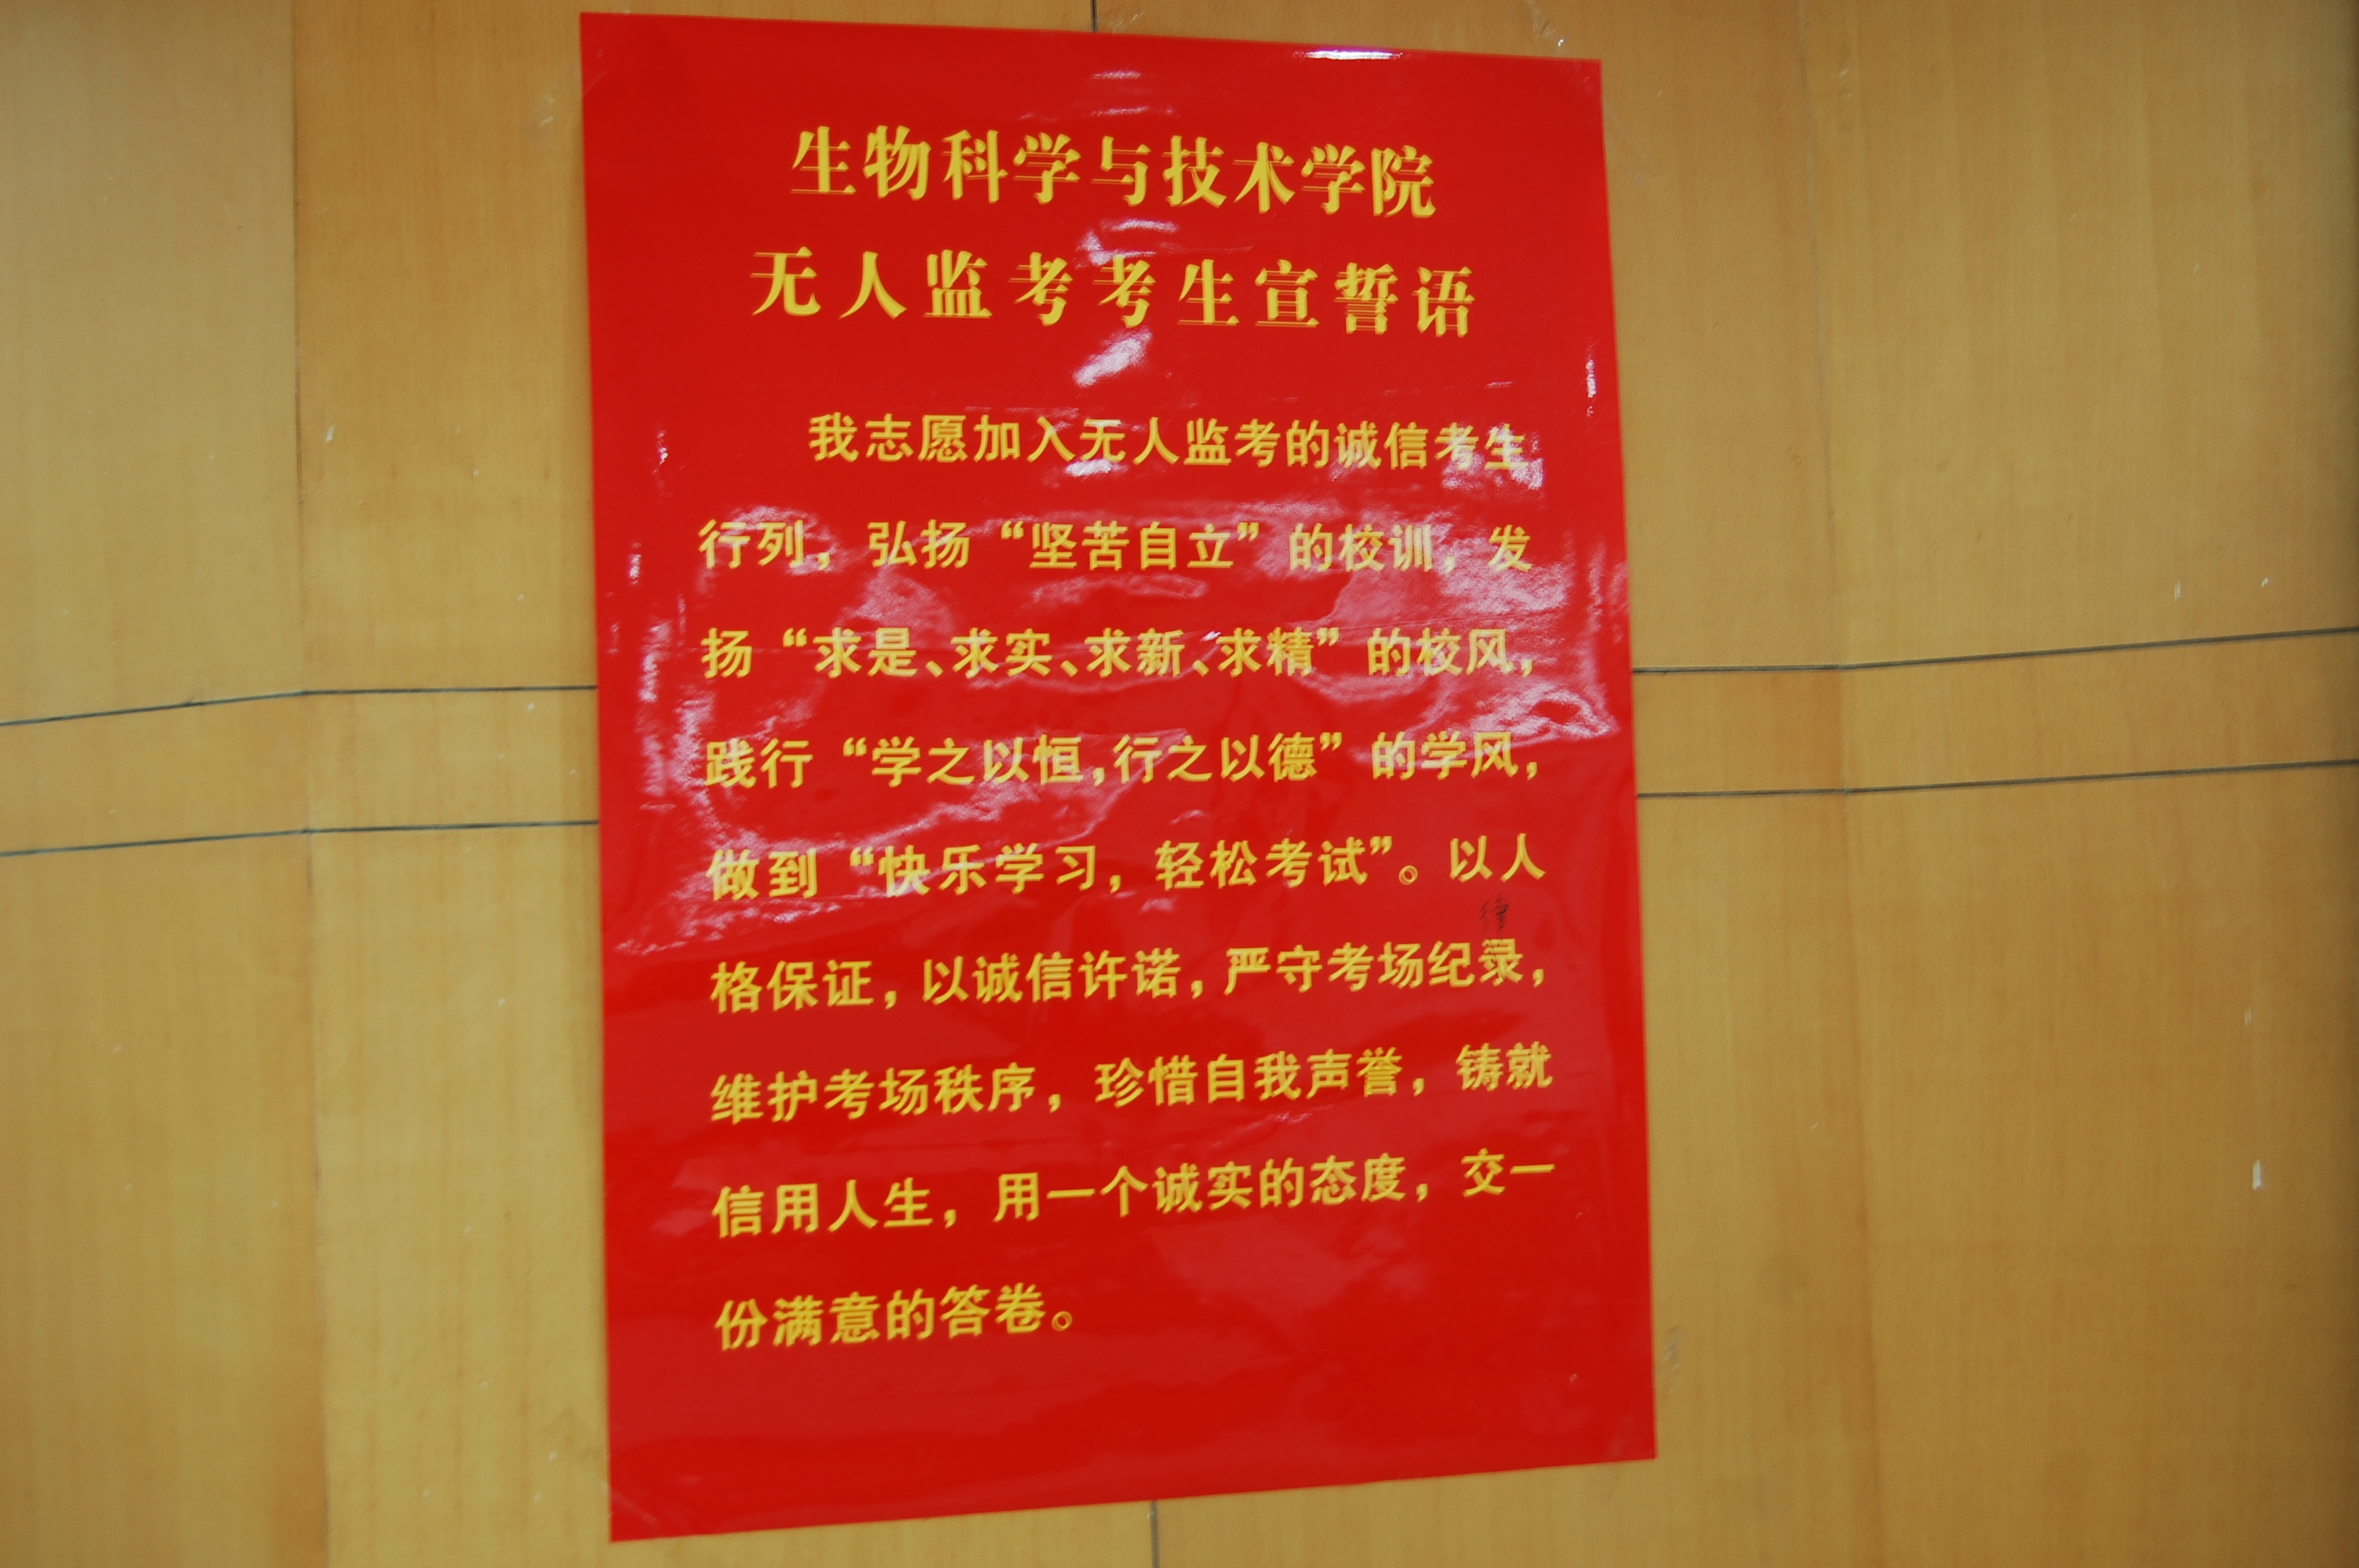 生物科学与技术学院
无人监考考生宣誓语
我志愿加入无人监考的诚信考生
行列，弘扬“坚苦自立”的校训，发
扬“求是、求实、求新、求精”的校风，
践行“学之以恒，行之以德”的学风，
做到“快乐学习，轻松考试”。以人
律
格保证，以诚信许诺，严守考场纪录，
维护考场秩序，珍惜自我声誉，铸就
信用人生，用一个诚实的态度，交一
份满意的答卷。